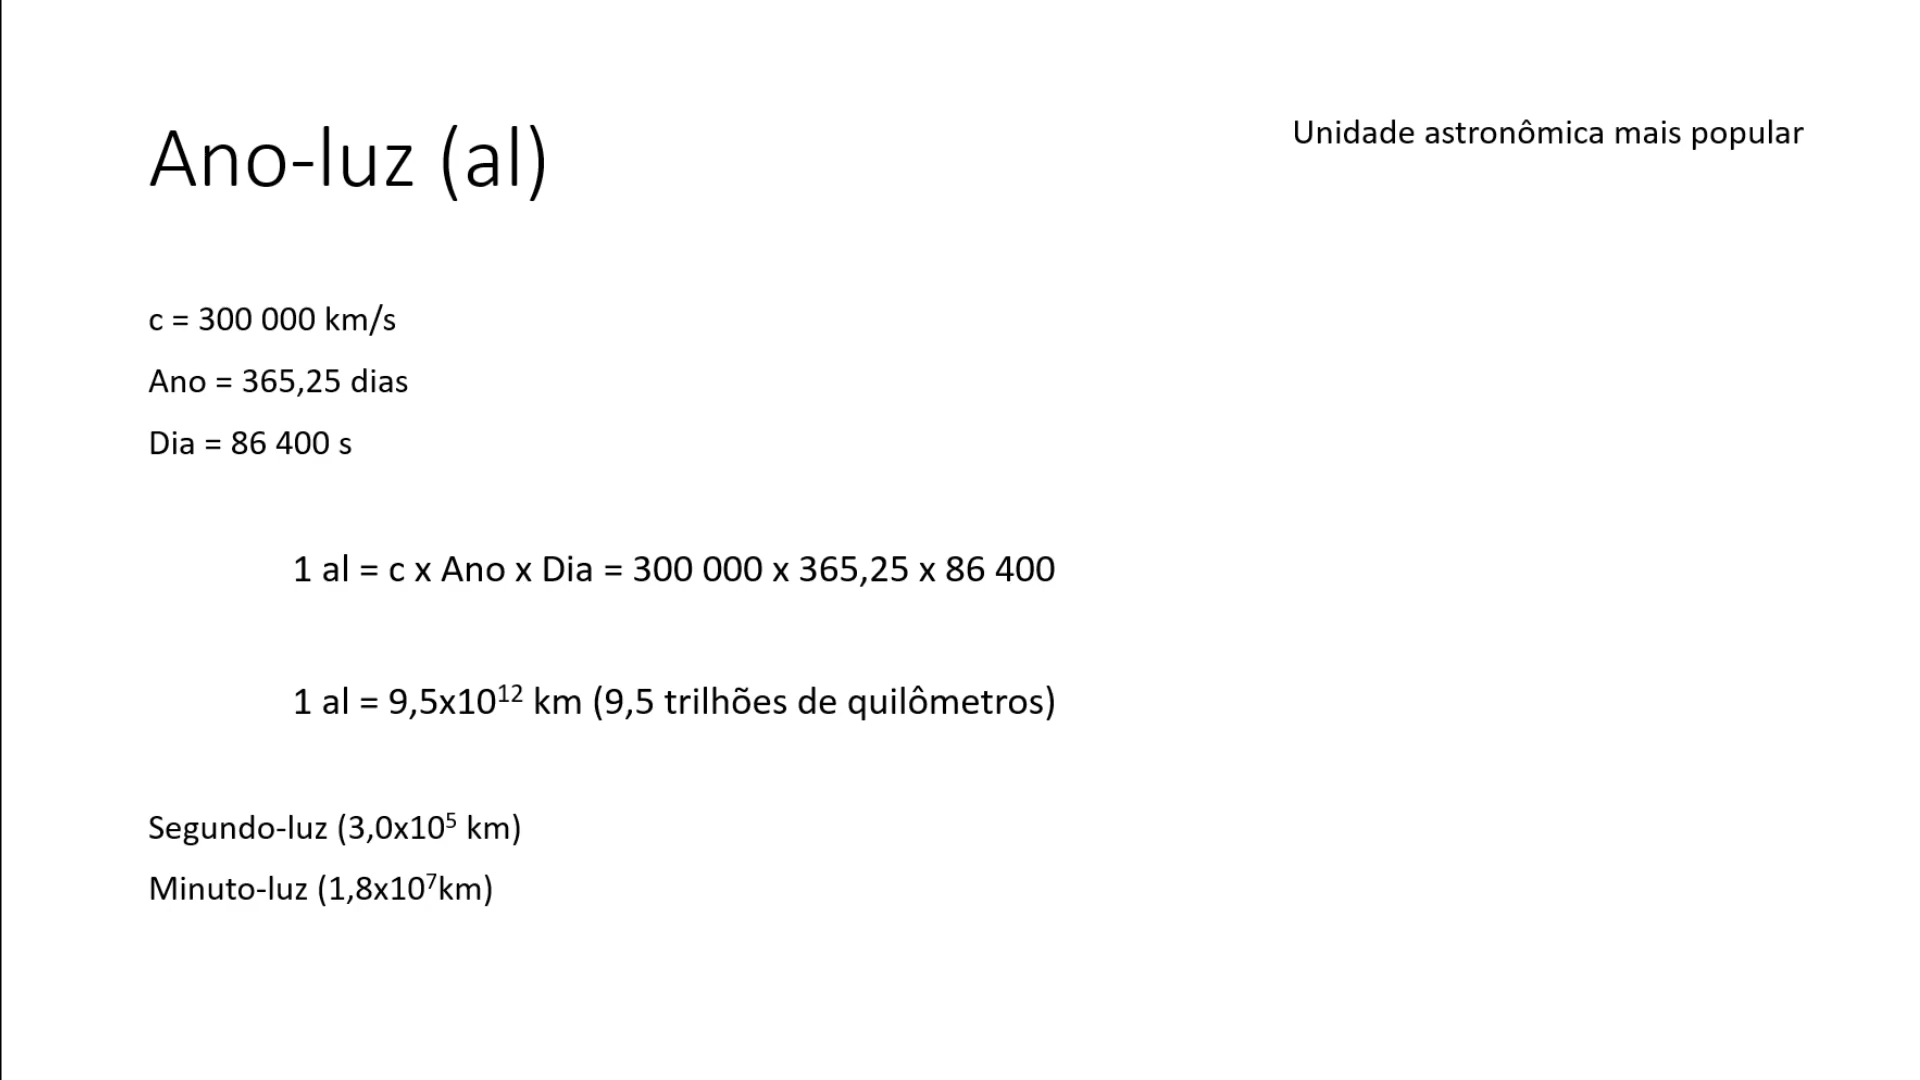 Ano-luz (al)
Unidade astronômica mais popular
c = 300 000 km/s
Ano = 365,25 dias
Dia = 86 400 s
1 al = c x Ano x Dia = 300 000 x 365,25 x 86 400
1 al = 9,5x10¹² km (9,5 trilhões de quilômetros)
Segundo-luz (3,0x10⁵ km)
Minuto-luz (1,8x10⁷km)